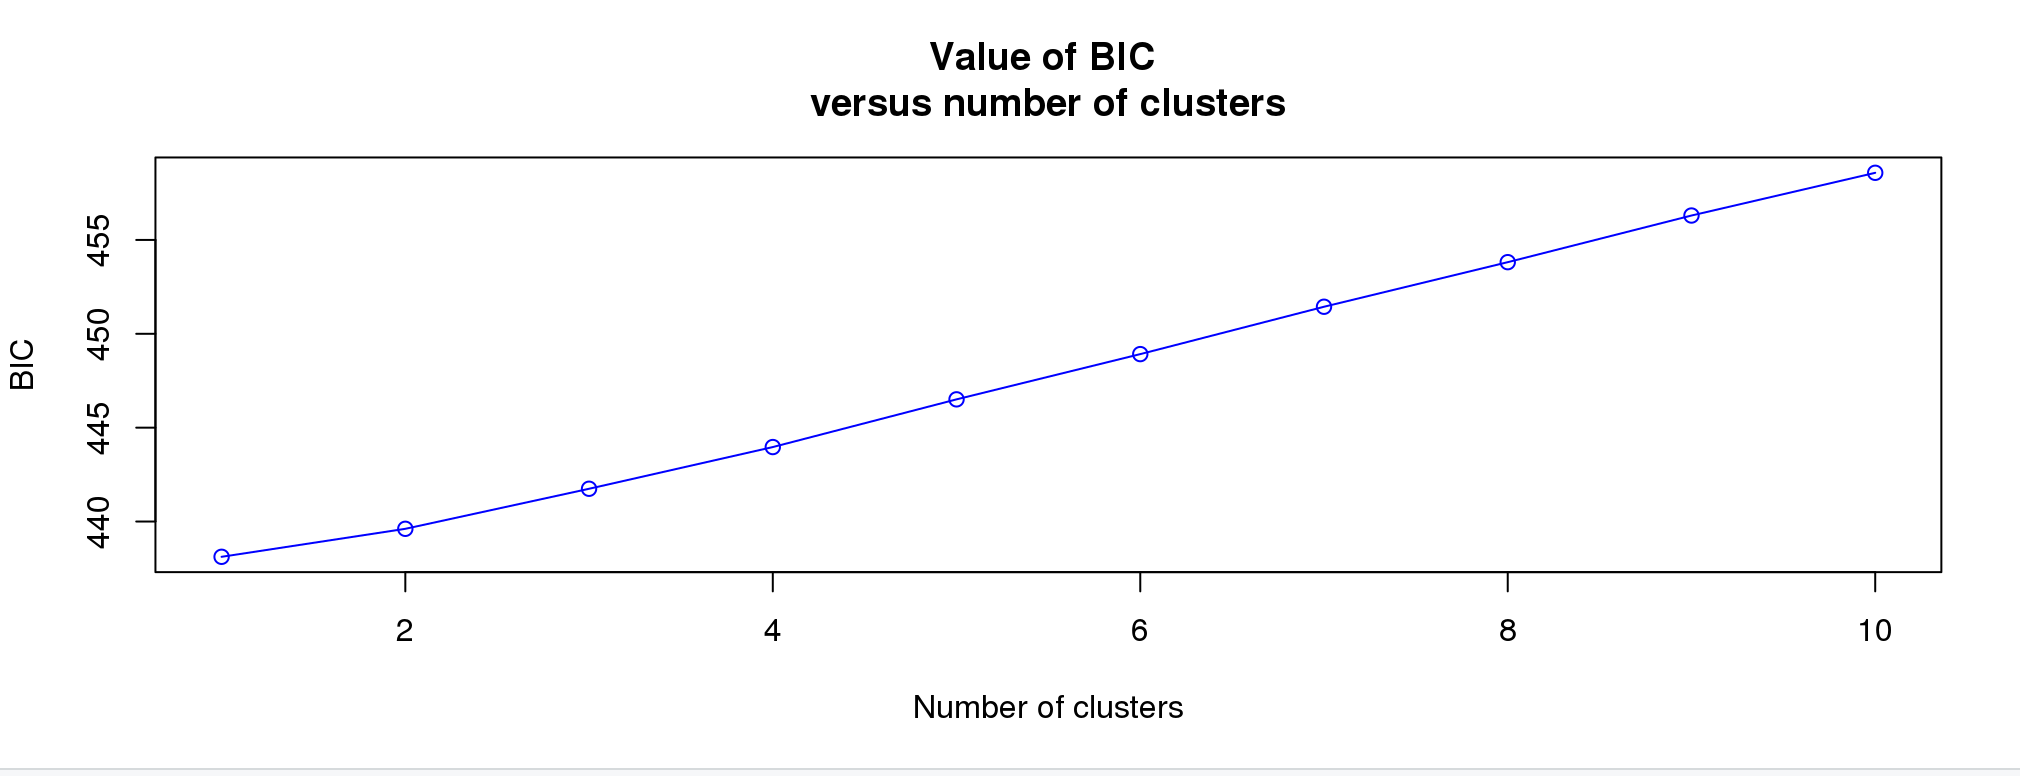 Value of BIC
versus number of clusters
455
450
445
440
BIC
2 4 6 8 10
Number of clusters